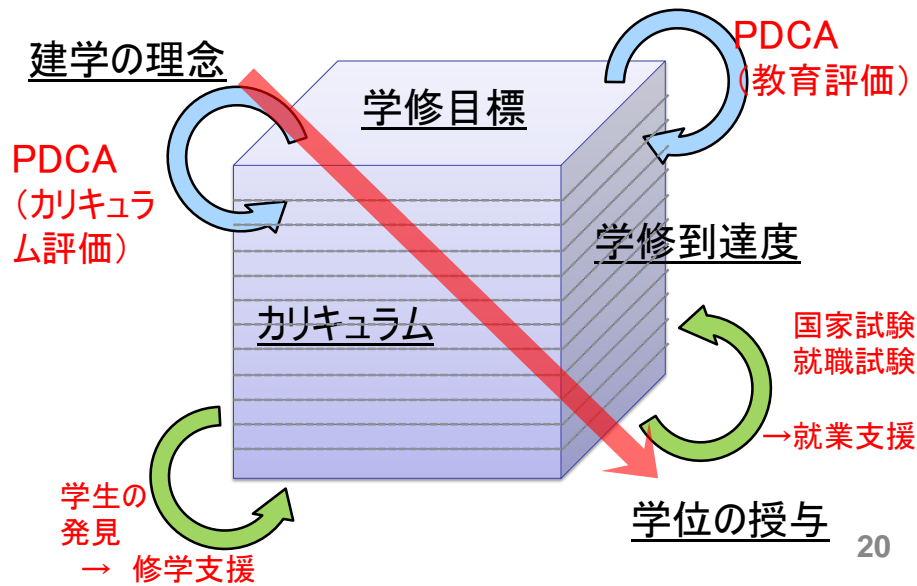 建学の理念
PDCA
（教育評価）
学修目標
PDCA
（カリキュラ
ム評価）
学修到達度
カリキュラム
国家試験
就職試験
→就業支援
学生の
発見
→ 修学支援
学位の授与
20